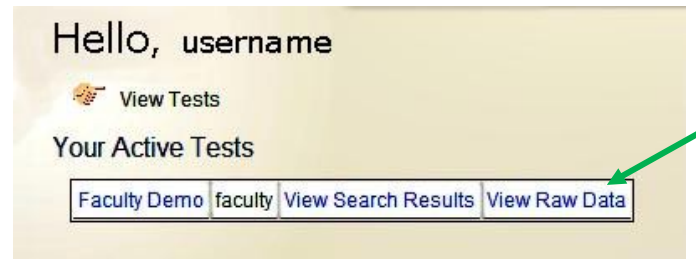 Hello, username
View Tests
Your Active Tests
Faculty Demo faculty View Search Results View Raw Data